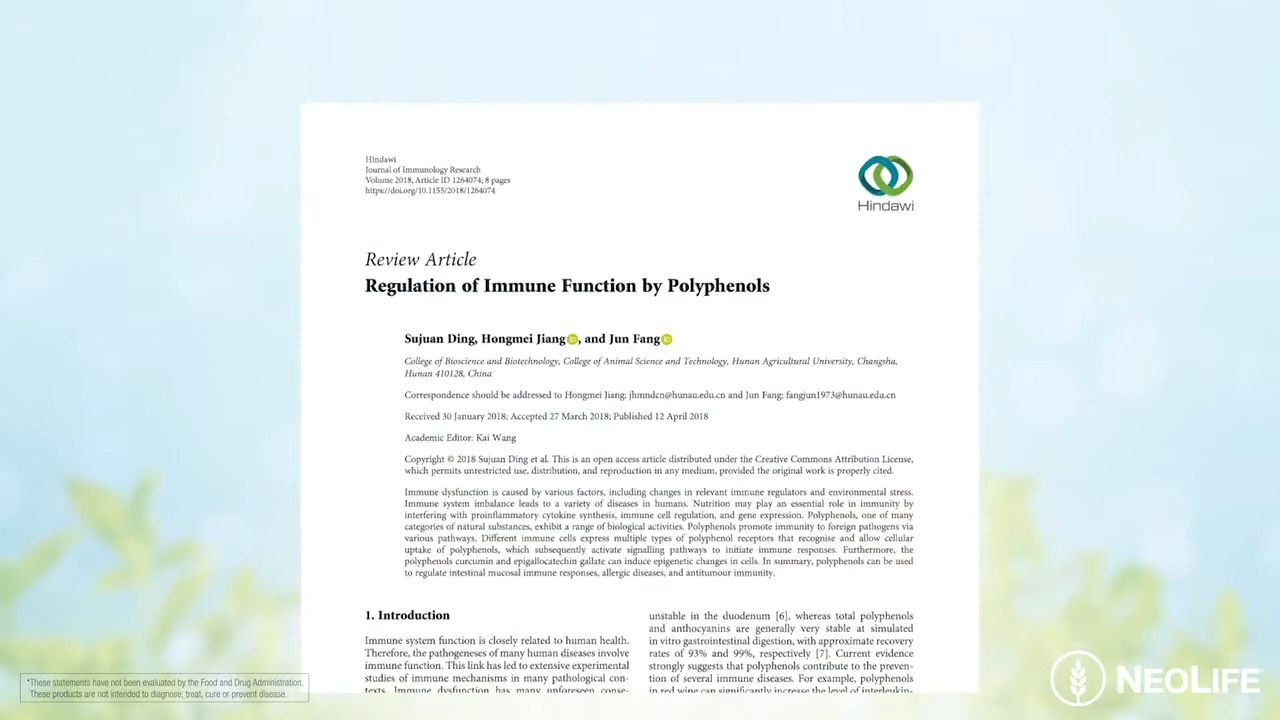 Hindawi
Journal of Immunology Research
Volume 2018, Article ID 1264074, 8 pages
https://doi.org/10.1155/2018/1264074
Hindawi
Review Article
Regulation of Immune Function by Polyphenols
Sujuan Ding, Hongmei Jiang, and Jun Fang
College of Bioscience and Biotechnology, College of Animal Science and Technology, Hunan Agricultural University, Changsha,
Hunan 410128, China
Correspondence should be addressed to Hongmei Jiang; jhmndcn@hunau.edu.cn and Jun Fang; fangjun1973@hunau.edu.cn
Received 30 January 2018; Accepted 27 March 2018; Published 12 April 2018
Academic Editor: Kai Wang
Copyright © 2018 Sujuan Ding et al. This is an open access article distributed under the Creative Commons Attribution License,
which permits unrestricted use, distribution, and reproduction in any medium, provided the original work is properly cited.
Immune dysfunction is caused by various factors, including changes in relevant immune regulators and environmental stress.
Immune system imbalance leads to a variety of diseases in humans. Nutrition may play an essential role in immunity by
interfering with proinflammatory cytokine synthesis, immune cell regulation, and gene expression. Polyphenols, one of many
categories of natural substances, exhibit a range of biological activities. Polyphenols promote immunity to foreign pathogens via
various pathways. Different immune cells express multiple types of polyphenol receptors that recognise and allow cellular
uptake of polyphenols, which subsequently activate signalling pathways to initiate immune responses. Furthermore, the
polyphenols curcumin and epigallocatechin gallate can induce epigenetic changes in cells. In summary, polyphenols can be used
to regulate intestinal mucosal immune responses, allergic diseases, and antitumour immunity.
1. Introduction
Immune system function is closely related to human health.
Therefore, the pathogeneses of many human diseases involve
immune function. This link has led to extensive experimental
studies of immune mechanisms in many pathological con-
texts. Immune dysfunction has many unforeseen conse-
unstable in the duodenum [6], whereas total polyphenols
and anthocyanins are generally very stable at simulated
in vitro gastrointestinal digestion, with approximate recovery
rates of 93% and 99%, respectively [7]. Current evidence
strongly suggests that polyphenols contribute to the preven-
tion of several immune diseases. For example, polyphenols
in red wine can significantly increase the level of interleukin-
*These statements have not been evaluated by the Food and Drug Administration.
These products are not intended to diagnose, treat, cure or prevent disease.
NEOLIFE